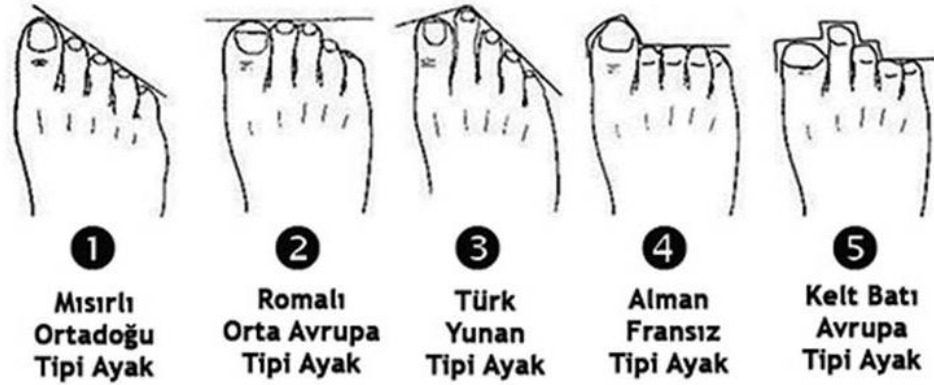 1
Mısırlı
Ortadoğu
Tipi Ayak
2
Romalı
Orta Avrupa
Tipi Ayak
3
Türk
Yunan
Tipi Ayak
4
Alman
Fransız
Tipi Ayak
5
Kelt Batı
Avrupa
Tipi Ayak